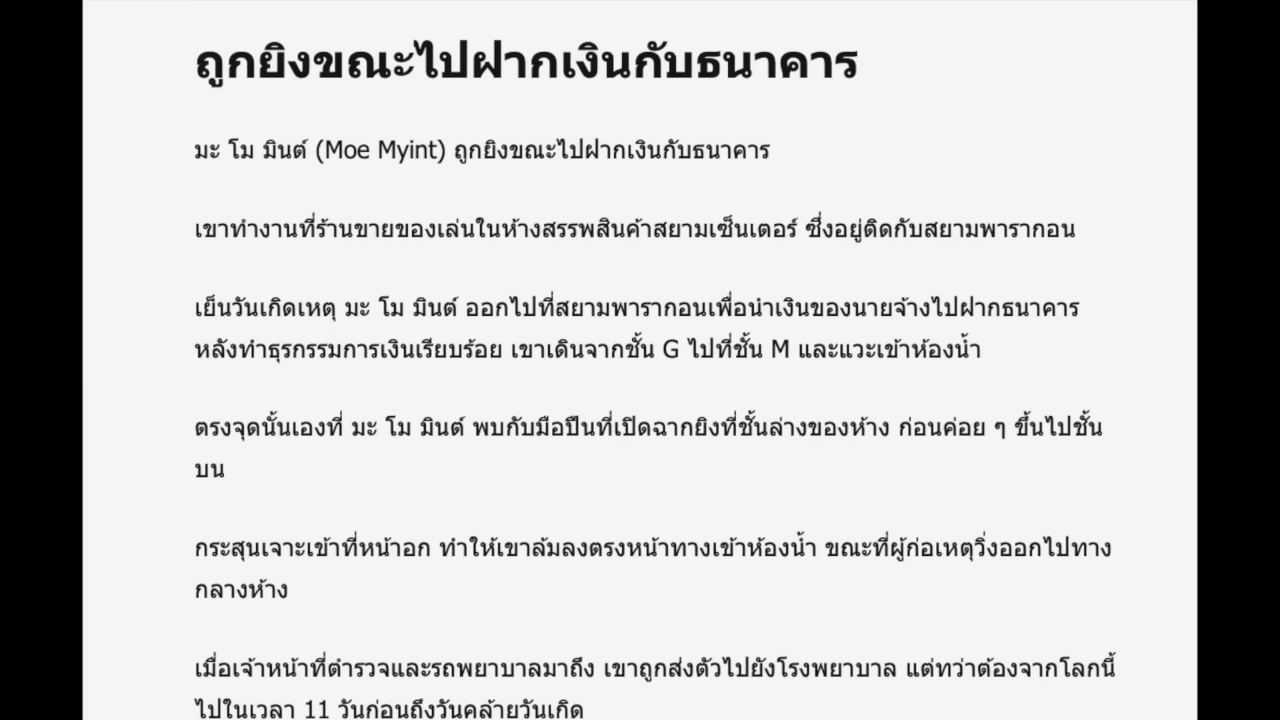 ถูกยิงขณะไปฝากเงินกับธนาคาร
มะ โม มินต์ (Moe Myint) ถูกยิงขณะไปฝากเงินกับธนาคาร
เขาทำงานที่ร้านขายของเล่นในห้างสรรพสินค้าสยามเซ็นเตอร์ ซึ่งอยู่ติดกับสยามพารากอน
เย็นวันเกิดเหตุ มะ โม มินต์ ออกไปที่สยามพารากอนเพื่อนำเงินของนายจ้างไปฝากธนาคาร
หลังทำธุรกรรมการเงินเรียบร้อย เขาเดินจากชั้น G ไปที่ชั้น M และแวะเข้าห้องน้ำ
ตรงจุดนั้นเองที่ มะ โม มินต์ พบกับมือปืนที่เปิดฉากยิงที่ชั้นล่างของห้าง ก่อนค่อย ๆ ขึ้นไปชั้น
บน
กระสุนเจาะเข้าที่หน้าอก ทำให้เขาล้มลงตรงหน้าทางเข้าห้องน้ำ ขณะที่ผู้ก่อเหตุวิ่งออกไปทาง
กลางห้าง
เมื่อเจ้าหน้าที่ตำรวจและรถพยาบาลมาถึง เขาถูกส่งตัวไปยังโรงพยาบาล แต่ทว่าต้องจากโลกนี้
ไปในเวลา 11 วันก่อนถึงวันคล้ายวันเกิด